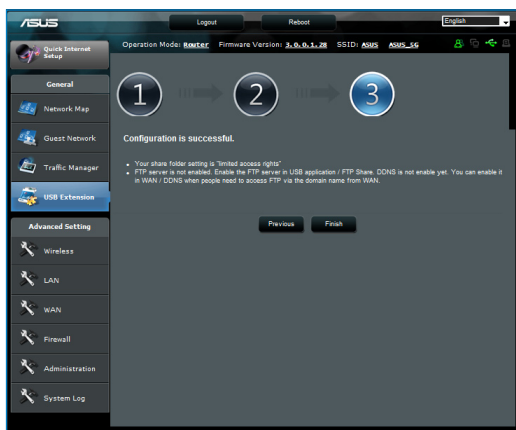 ASUS
Logout
Reboot
English
Quick Internet
Setup
Operation Mode: Router Firmware Version: 3.0.0.1.28 SSID: ASUS ASUS_5G
General
Network Map
Guest Network
Traffic Manager
USB Extension
Advanced Setting
Wireless
LAN
WAN
Firewall
Administration
System Log
1
2
3
Configuration is successful.
• Your share folder setting is "limited access rights"
• FTP server is not enabled. Enable the FTP server in USB application / FTP Share. DDNS is not enable yet. You can enable it
in WAN / DDNS when people need to access FTP via the domain name from WAN.
Previous
Finish